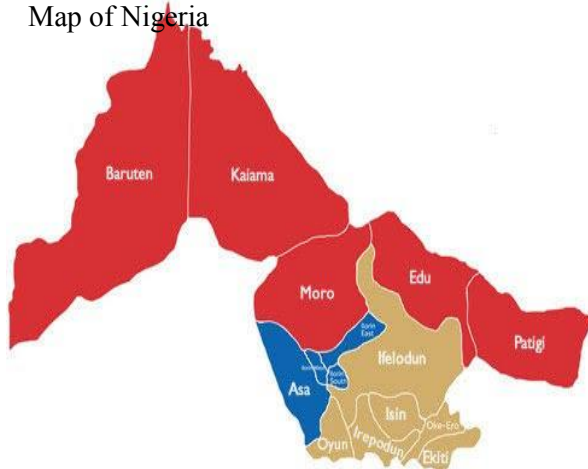 Map of Nigeria
Baruten
Kaiama
Edu
Moro
Patigi
Ilorin
East
Ifelodun
Ilorin
South
Asa
Isin
Oke-Ero
Oyun
Irepodun
Ekiti